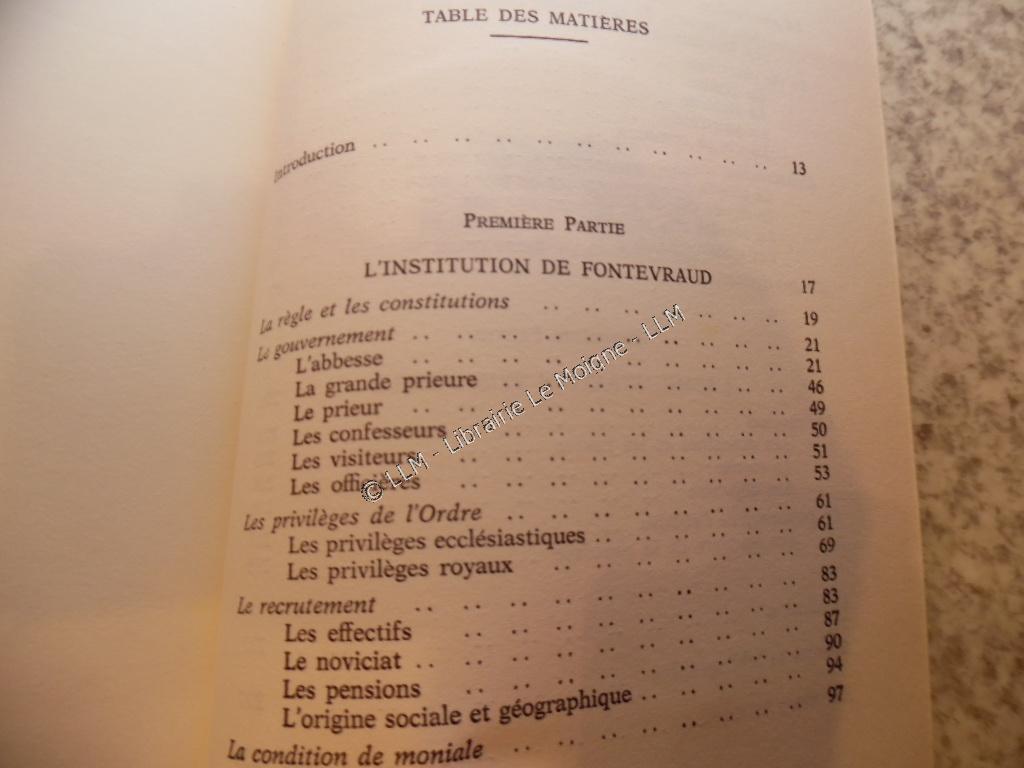 TABLE DES MATIÈRES
Introduction .. .. .. .. .. .. .. .. .. .. 13
PREMIÈRE PARTIE
L'INSTITUTION DE FONTEVRAUD 17
La règle et les constitutions .. .. .. .. .. .. 19
Le gouvernement .. .. .. .. .. .. .. .. 21
L'abbesse .. .. .. .. .. .. .. .. 21
La grande prieure .. .. .. .. .. .. .. 46
Le prieur .. .. .. .. .. .. .. .. 49
Les confesseurs .. .. .. .. .. .. .. 50
Les visiteurs .. .. .. .. .. .. .. 51
Les officières .. .. .. .. .. .. .. .. 53
Les privilèges de l'Ordre .. .. .. .. .. .. .. 61
Les privilèges ecclésiastiques .. .. .. .. .. 61
Les privilèges royaux .. .. .. .. .. .. 69
Le recrutement .. .. .. .. .. .. .. .. .. 83
Les effectifs .. .. .. .. .. .. .. .. 83
Le noviciat .. .. .. .. .. .. .. .. .. 87
Les pensions .. .. .. .. .. .. .. .. 90
L'origine sociale et géographique .. .. .. .. 94
La condition de moniale .. .. .. .. .. .. .. 97
© LLM - Librairie Le Moigne - LLM